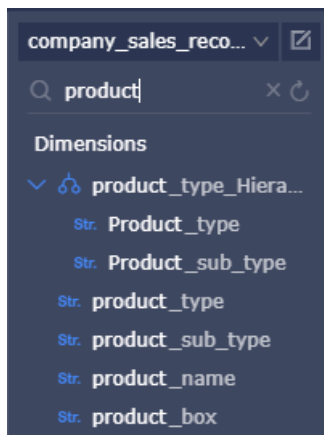 company_sales_reco...
product
Dimensions
product_type_Hiera...
Str. Product_type
Str. Product_sub_type
Str. product_type
Str. product_sub_type
Str. product_name
Str. product_box